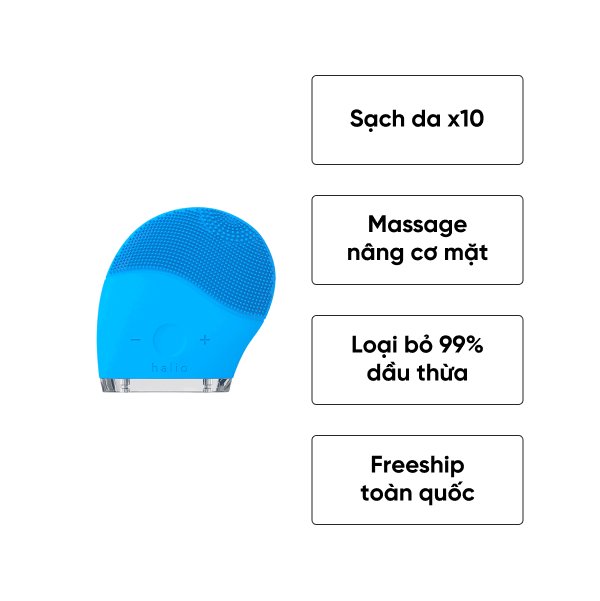 Sạch da x10
Massage
nâng cơ mặt
Loại bỏ 99%
dầu thừa
Freeship
toàn quốc
− +
halio